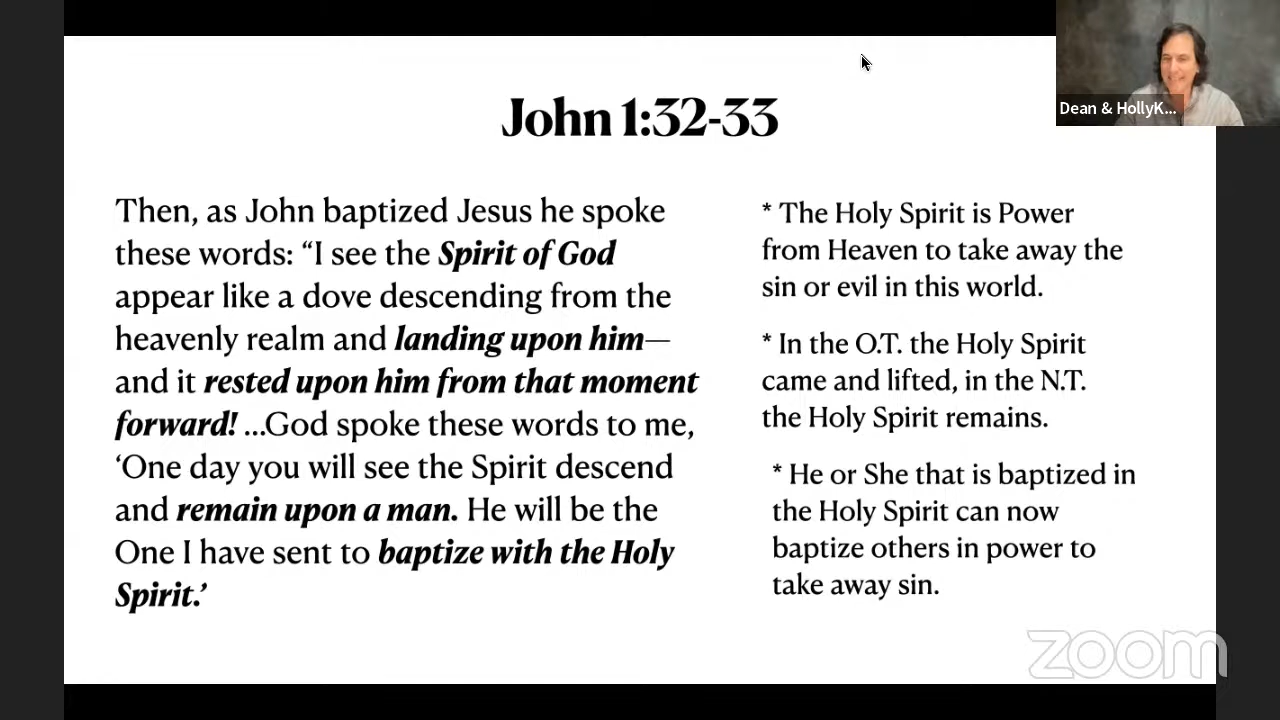 Dean & HollyK...
John 1:32-33
Then, as John baptized Jesus he spoke
these words: “I see the Spirit of God
appear like a dove descending from the
heavenly realm and landing upon him—
and it rested upon him from that moment
forward! ...God spoke these words to me,
‘One day you will see the Spirit descend
and remain upon a man. He will be the
One I have sent to baptize with the Holy
Spirit.’
* The Holy Spirit is Power
from Heaven to take away the
sin or evil in this world.
* In the O.T. the Holy Spirit
came and lifted, in the N.T.
the Holy Spirit remains.
* He or She that is baptized in
the Holy Spirit can now
baptize others in power to
take away sin.
zoom